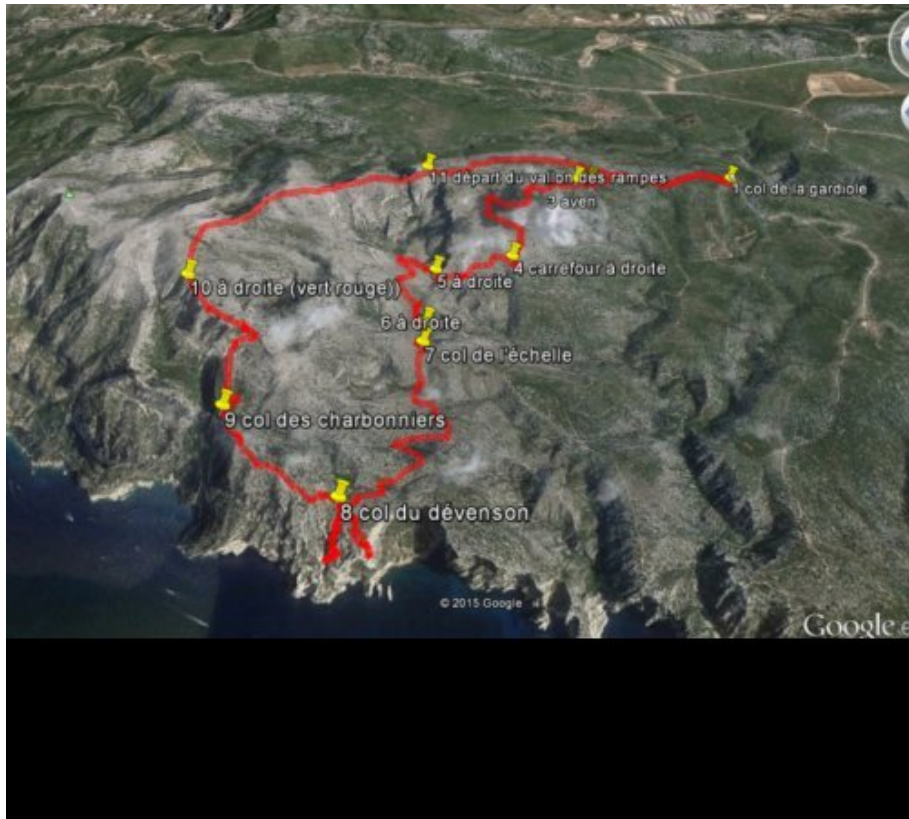 11 départ du vallon des rampes
1 col de la gardiole
3 aven
4 carrefour à droite
5 à droite
10 à droite (vert rouge))
6 à droite
7 col de l'échelle
9 col des charbonniers
8 col du dévenson
© 2015 Google
Google